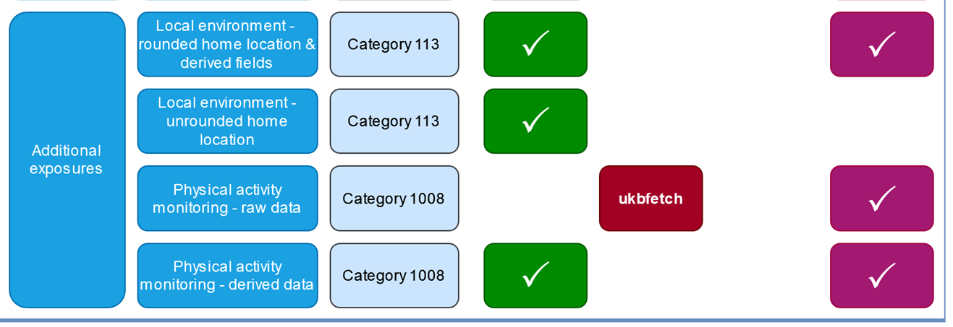 Additional
exposures
Local environment -
rounded home location &
derived fields
Category 113
✓
✓
Local environment -
unrounded home
location
Category 113
✓
Physical activity
monitoring - raw data
Category 1008
ukbfetch
✓
Physical activity
monitoring - derived data
Category 1008
✓
✓